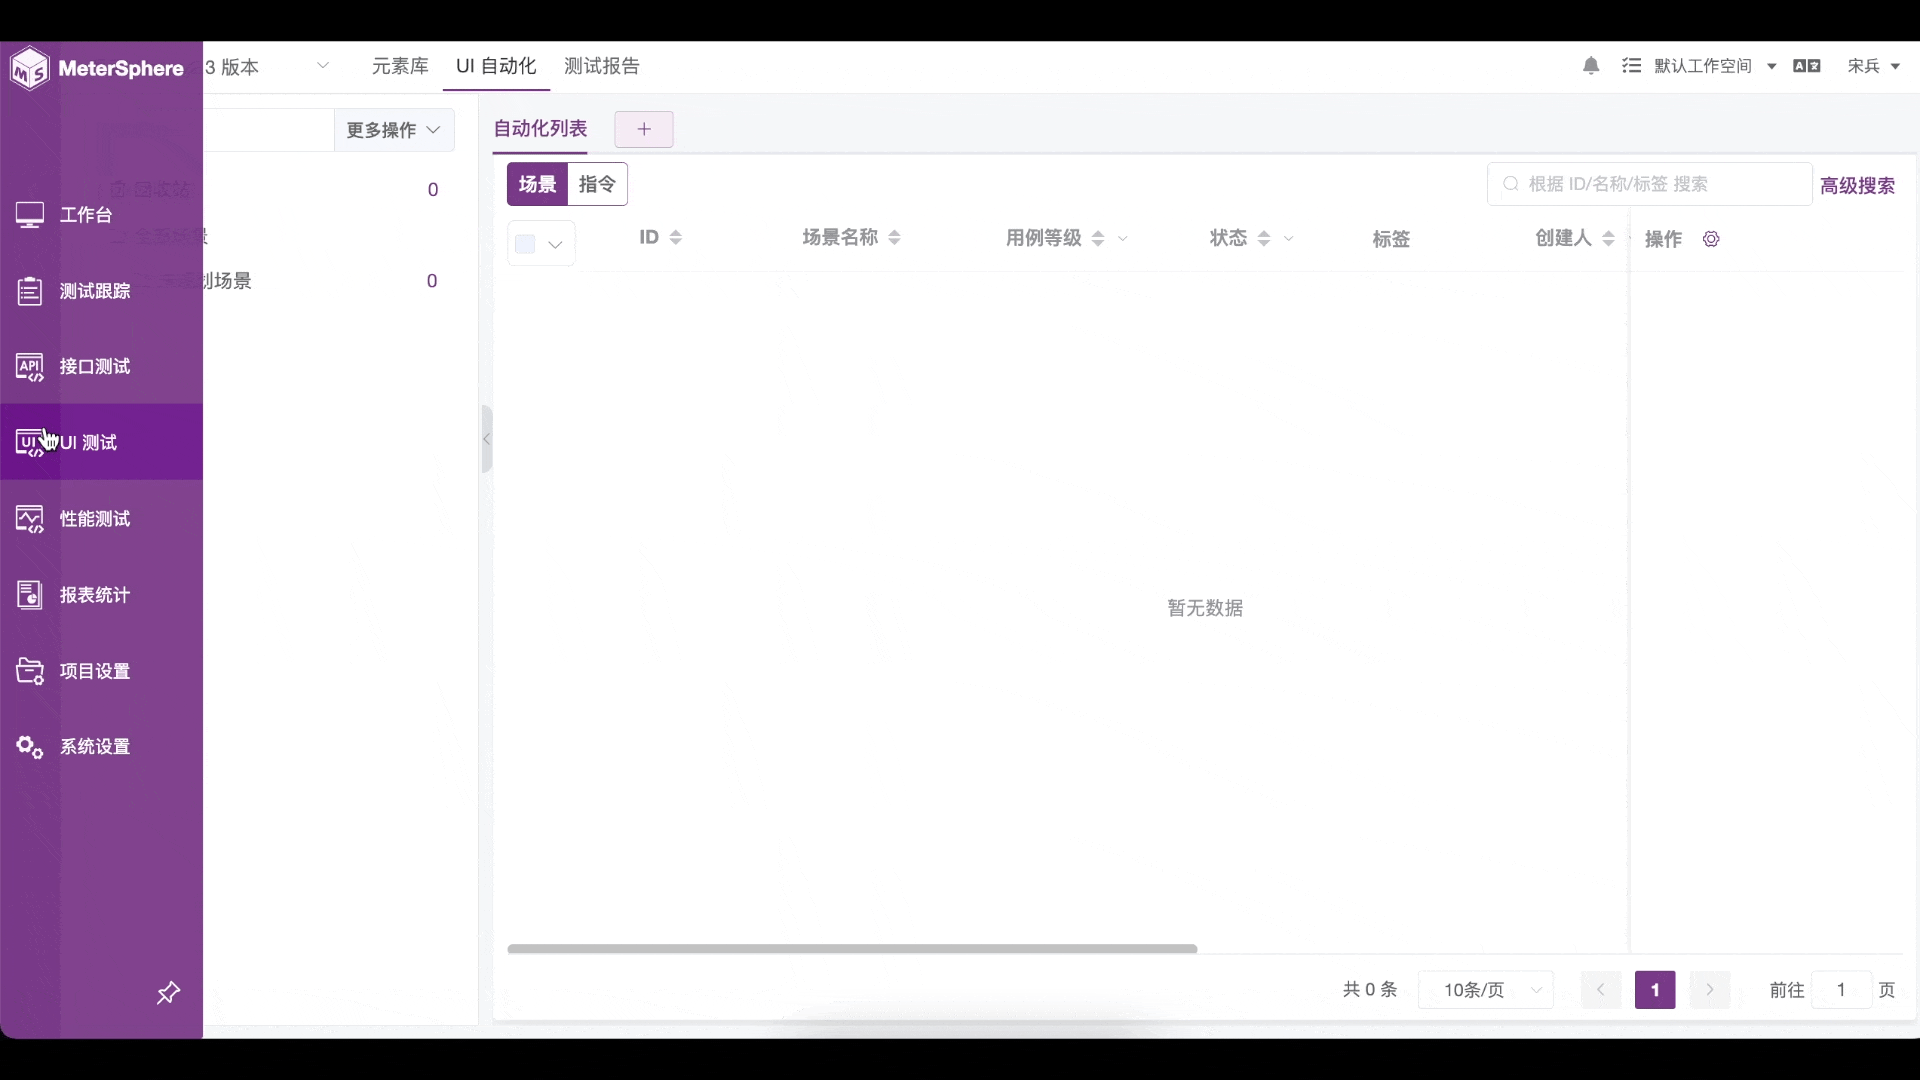 MeterSphere
3 版本
元素库
UI 自动化
测试报告
默认工作空间
宋兵
更多操作
0
划场景
0
工作台
测试跟踪
API
接口测试
UI
UI 测试
性能测试
报表统计
项目设置
系统设置
自动化列表
+
场景
指令
根据 ID/名称/标签 搜索
高级搜索
ID
场景名称
用例等级
状态
标签
创建人
操作
暂无数据
共 0 条
10条/页
1
前往
1
页